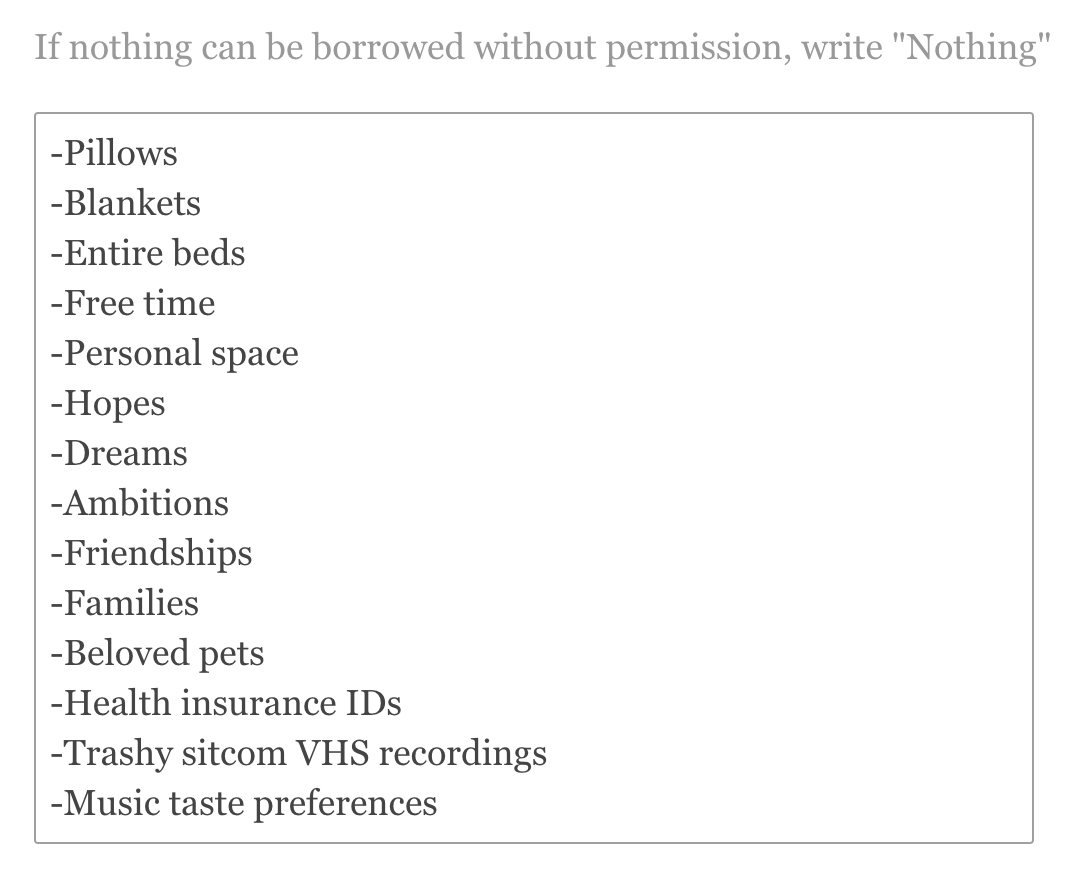 If nothing can be borrowed without permission, write "Nothing"
-Pillows
-Blankets
-Entire beds
-Free time
-Personal space
-Hopes
-Dreams
-Ambitions
-Friendships
-Families
-Beloved pets
-Health insurance IDs
-Trashy sitcom VHS recordings
-Music taste preferences